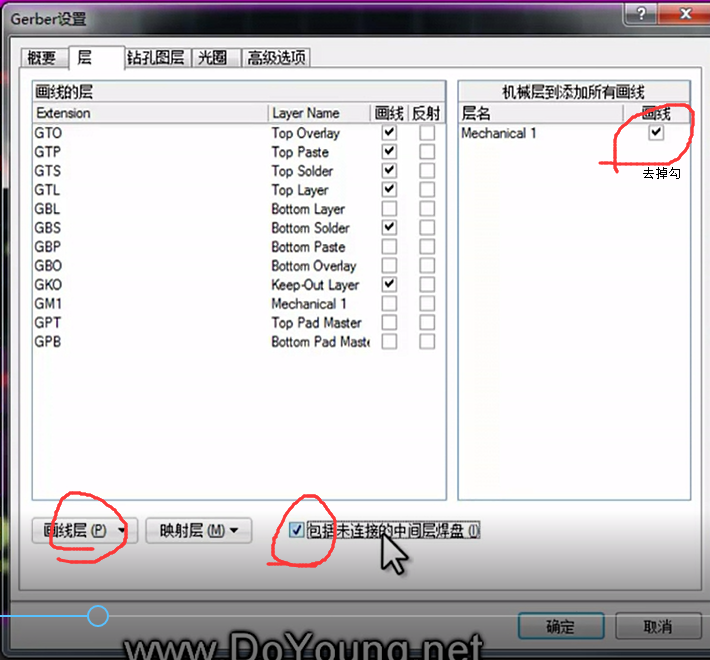 Gerber设置
概要 层 钻孔图层 光圈 高级选项
画线的层
Extension Layer Name 画线 反射
GTO Top Overlay
GTP Top Paste
GTS Top Solder
GTL Top Layer
GBL Bottom Layer
GBS Bottom Solder
GBP Bottom Paste
GBO Bottom Overlay
GKO Keep-Out Layer
GM1 Mechanical 1
GPT Top Pad Master
GPB Bottom Pad Maste
机械层到添加所有画线
层名 画线
Mechanical 1
去掉勾
画线层 (P) 映射层 (M) 包括未连接的中间层焊盘 (I)
确定 取消
www.DoYoung.net